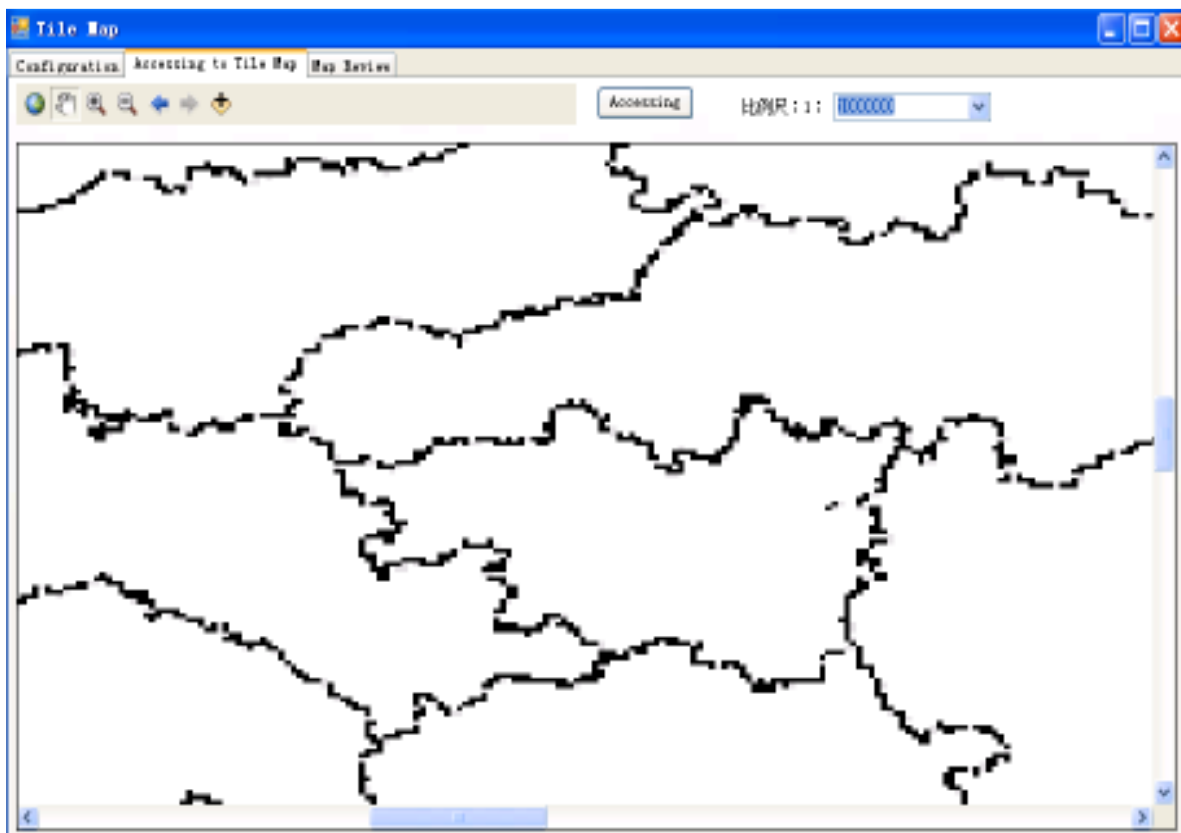 Tile Map
Configuration Accessing to Tile Map Map Review
Accessing 比例尺：1：